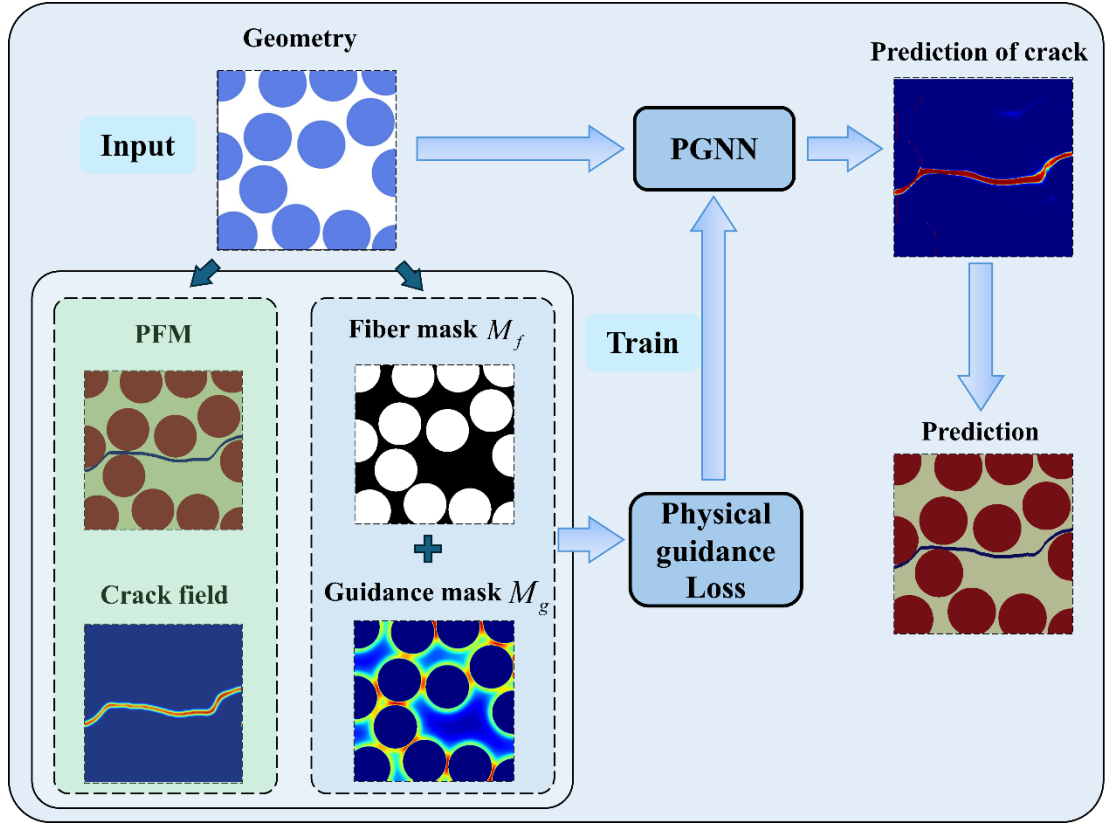 Geometry
Input
PGNN
Prediction of crack
PFM
Fiber mask M_f
Train
Crack field
Guidance mask M_g
Physical
guidance
Loss
Prediction